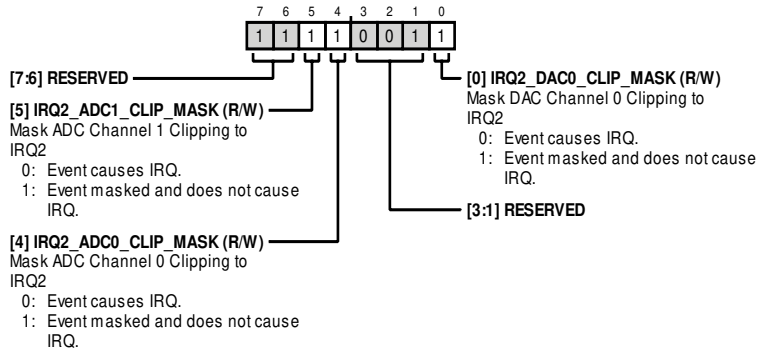 7 6 5 4 3 2 1 0
1 1 1 1 0 0 1 1
[7:6] RESERVED
[5] IRQ2_ADC1_CLIP_MASK (R/W)
Mask ADC Channel 1 Clipping to
IRQ2
0: Event causes IRQ.
1: Event masked and does not cause
IRQ.
[4] IRQ2_ADC0_CLIP_MASK (R/W)
Mask ADC Channel 0 Clipping to
IRQ2
0: Event causes IRQ.
1: Event masked and does not cause
IRQ.
[0] IRQ2_DAC0_CLIP_MASK (R/W)
Mask DAC Channel 0 Clipping to
IRQ2
0: Event causes IRQ.
1: Event masked and does not cause
IRQ.
[3:1] RESERVED